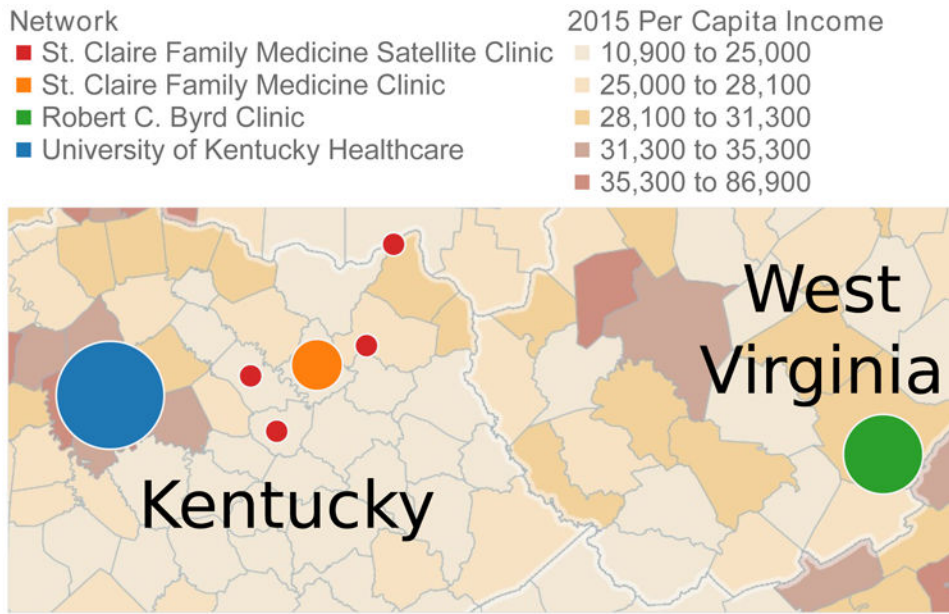 Network
St. Claire Family Medicine Satellite Clinic
St. Claire Family Medicine Clinic
Robert C. Byrd Clinic
University of Kentucky Healthcare
2015 Per Capita Income
10,900 to 25,000
25,000 to 28,100
28,100 to 31,300
31,300 to 35,300
35,300 to 86,900
West
Virginia
Kentucky